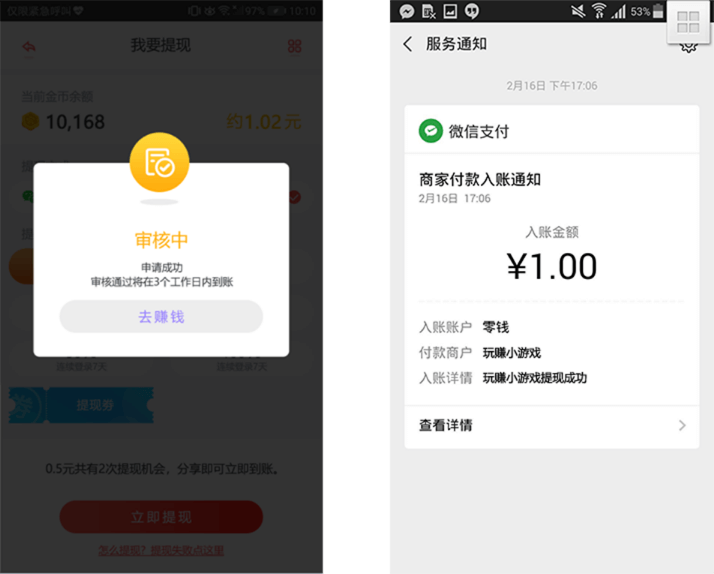 仅限紧急呼叫
97%
10:10
我要提现
当前金币余额
10,168
约1.02元
审核中
申请成功
审核通过将在3个工作日内到账
去赚钱
连续登录7天
连续登录7天
提现券
0.5元共有2次提现机会，分享即可立即到账。
立即提现
怎么提现？提现失败点这里
53%
服务通知
2月16日 下午17:06
微信支付
商家付款入账通知
2月16日 17:06
入账金额
¥1.00
入账账户 零钱
付款商户 玩赚小游戏
入账详情 玩赚小游戏提现成功
查看详情